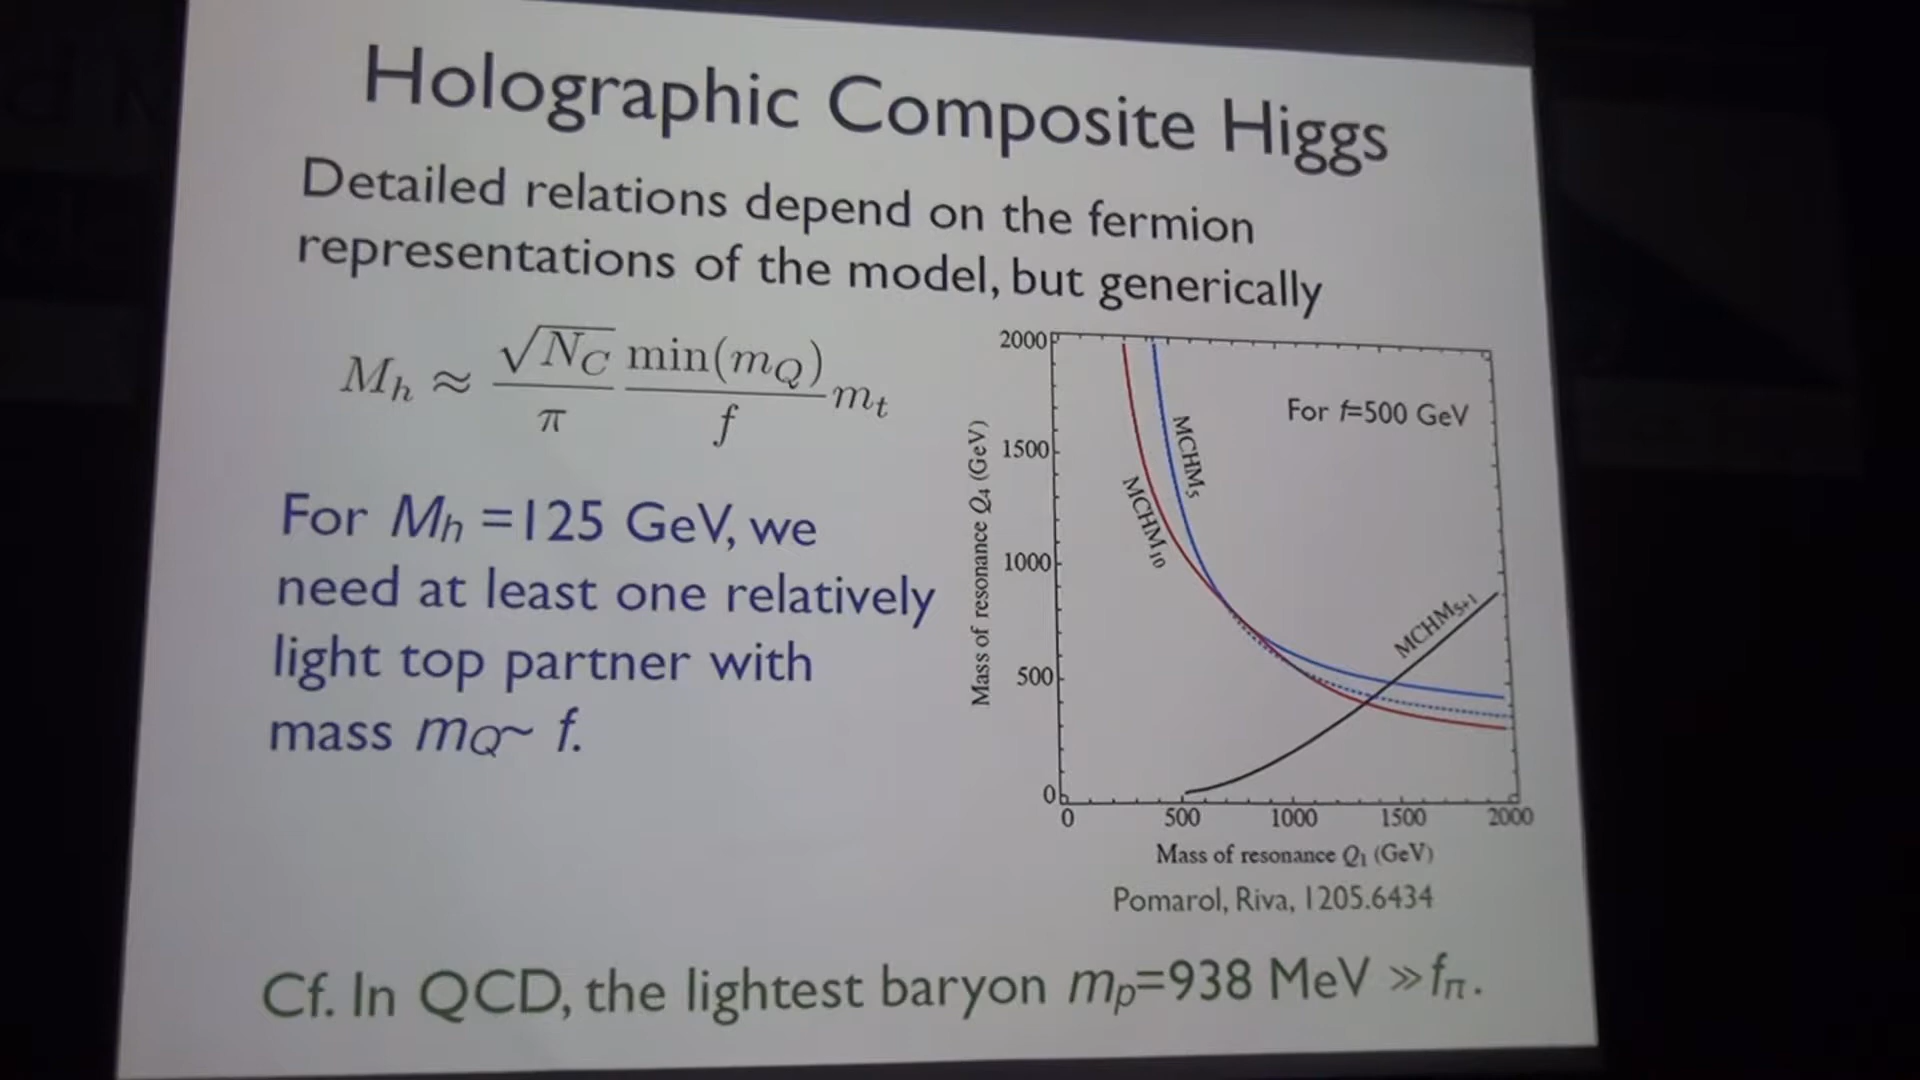 Holographic Composite Higgs
Detailed relations depend on the fermion
representations of the model, but generically
M_h ≈ \frac{\sqrt{N_C}}{π} \frac{min(m_Q)}{f} m_t
For M_h =125 GeV, we
need at least one relatively
light top partner with
mass m_Q~ f.
2000
1500
1000
500
0
Mass of resonance Q_4 (GeV)
For f=500 GeV
MCHM_5
MCHM_10
MCHM_5+1
0 500 1000 1500 2000
Mass of resonance Q_1 (GeV)
Pomarol, Riva, 1205.6434
Cf. In QCD, the lightest baryon m_p=938 MeV ≫ f_π.